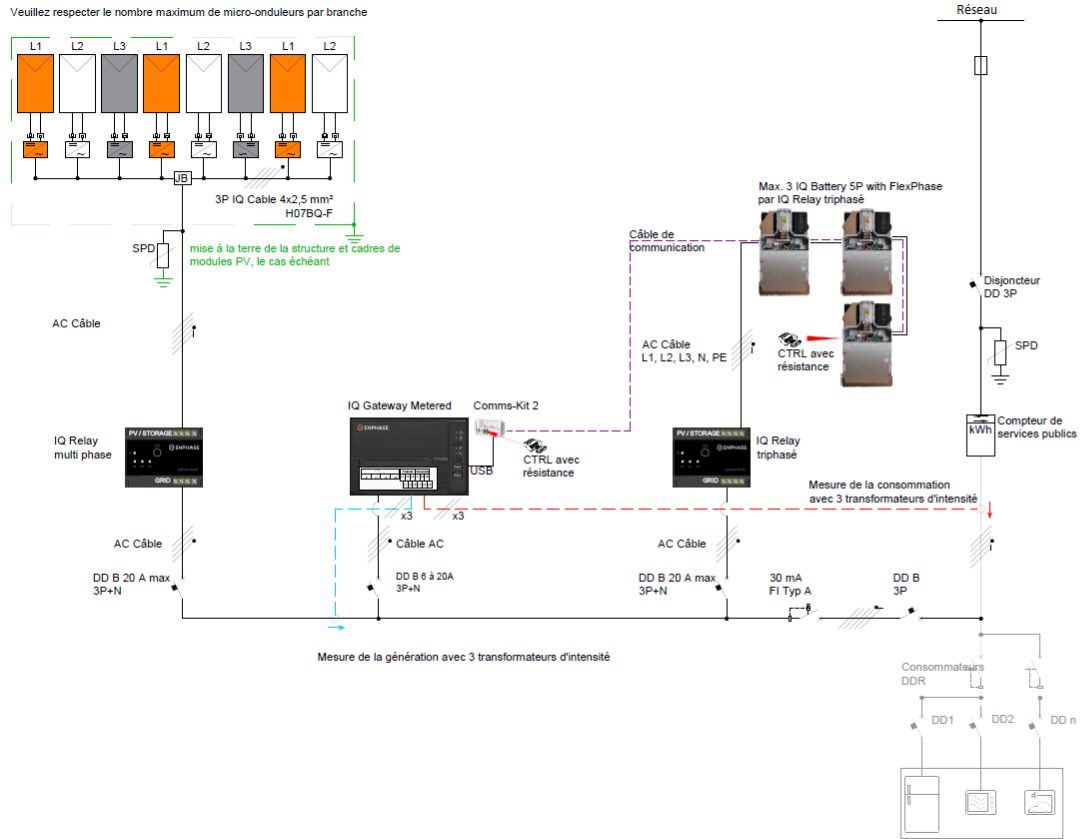 Veuillez respecter le nombre maximum de micro-onduleurs par branche
Réseau
L1 L2 L3 L1 L2 L3 L1 L2
JB
3P IQ Cable 4x2,5 mm²
H07BQ-F
SPD
mise à la terre de la structure et cadres de
modules PV, le cas échéant
Max. 3 IQ Battery 5P with FlexPhase
par IQ Relay triphasé
Câble de
communication
Disjoncteur
DD 3P
SPD
AC Câble
AC Câble
L1, L2, L3, N, PE
CTRL avec
résistance
IQ Gateway Metered
Comms-Kit 2
kWh
Compteur de
services publics
IQ Relay
multi phase
PV / STORAGE
ENPHASE
GRID
ENPHASE
USB
CTRL avec
résistance
PV / STORAGE
ENPHASE
GRID
IQ Relay
triphasé
Mesure de la consommation
avec 3 transformateurs d'intensité
x3
x3
AC Câble
Câble AC
AC Câble
DD B 20 A max
3P+N
DD B 6 à 20A
3P+N
DD B 20 A max
3P+N
30 mA
FI Typ A
DD B
3P
Mesure de la génération avec 3 transformateurs d'intensité
Consommateurs
DDR
DD1
DD2
DD n